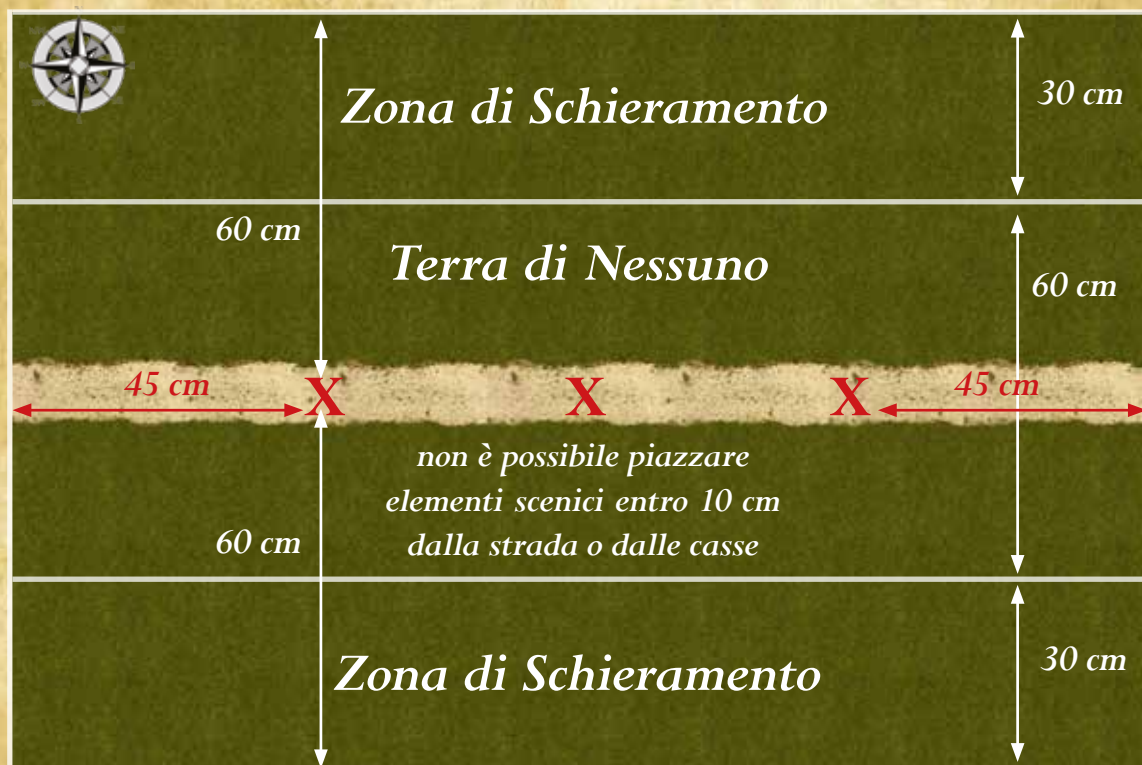 Zona di Schieramento
30 cm
60 cm
Terra di Nessuno
60 cm
45 cm
X
X
X
45 cm
non è possibile piazzare
elementi scenici entro 10 cm
dalla strada o dalle casse
60 cm
Zona di Schieramento
30 cm